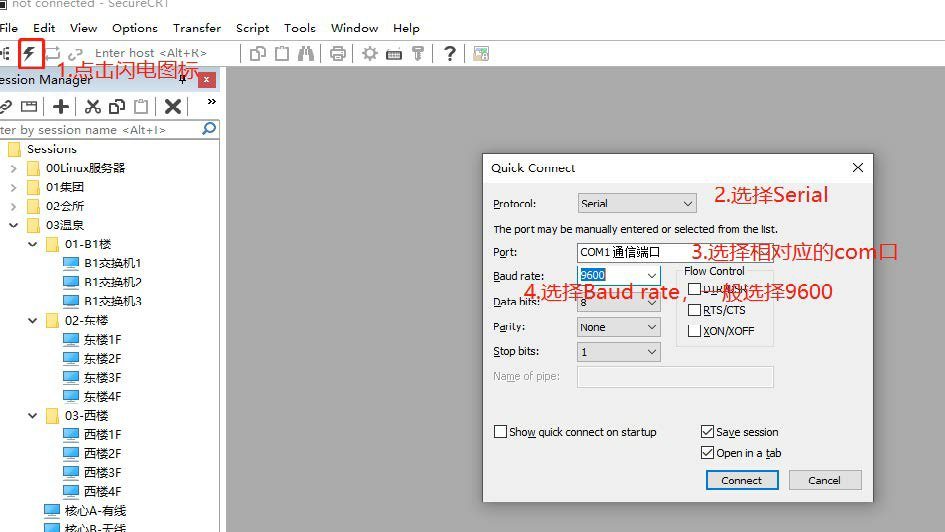 not connected - SecureCRT
File Edit View Options Transfer Script Tools Window Help
Enter host <Alt+R>
1.点击闪电图标
ession Manager
ter by session name <Alt+I>
Sessions
00Linux服务器
01集团
02会所
03温泉
01-B1楼
B1交换机1
B1交换机2
B1交换机3
02-东楼
东楼1F
东楼2F
东楼3F
东楼4F
03-西楼
西楼1F
西楼2F
西楼3F
西楼4F
核心A-有线
核心B-无线
Quick Connect
Protocol: Serial
2.选择Serial
The port may be manually entered or selected from the list.
Port: COM1 通信端口
3.选择相对应的com口
Baud rate: 9600
Flow Control
4.选择Baud rate，一般选择9600
DTR/DSR
Data bits: 8
RTS/CTS
Parity: None
XON/XOFF
Stop bits: 1
Name of pipe:
Show quick connect on startup
Save session
Open in a tab
Connect Cancel